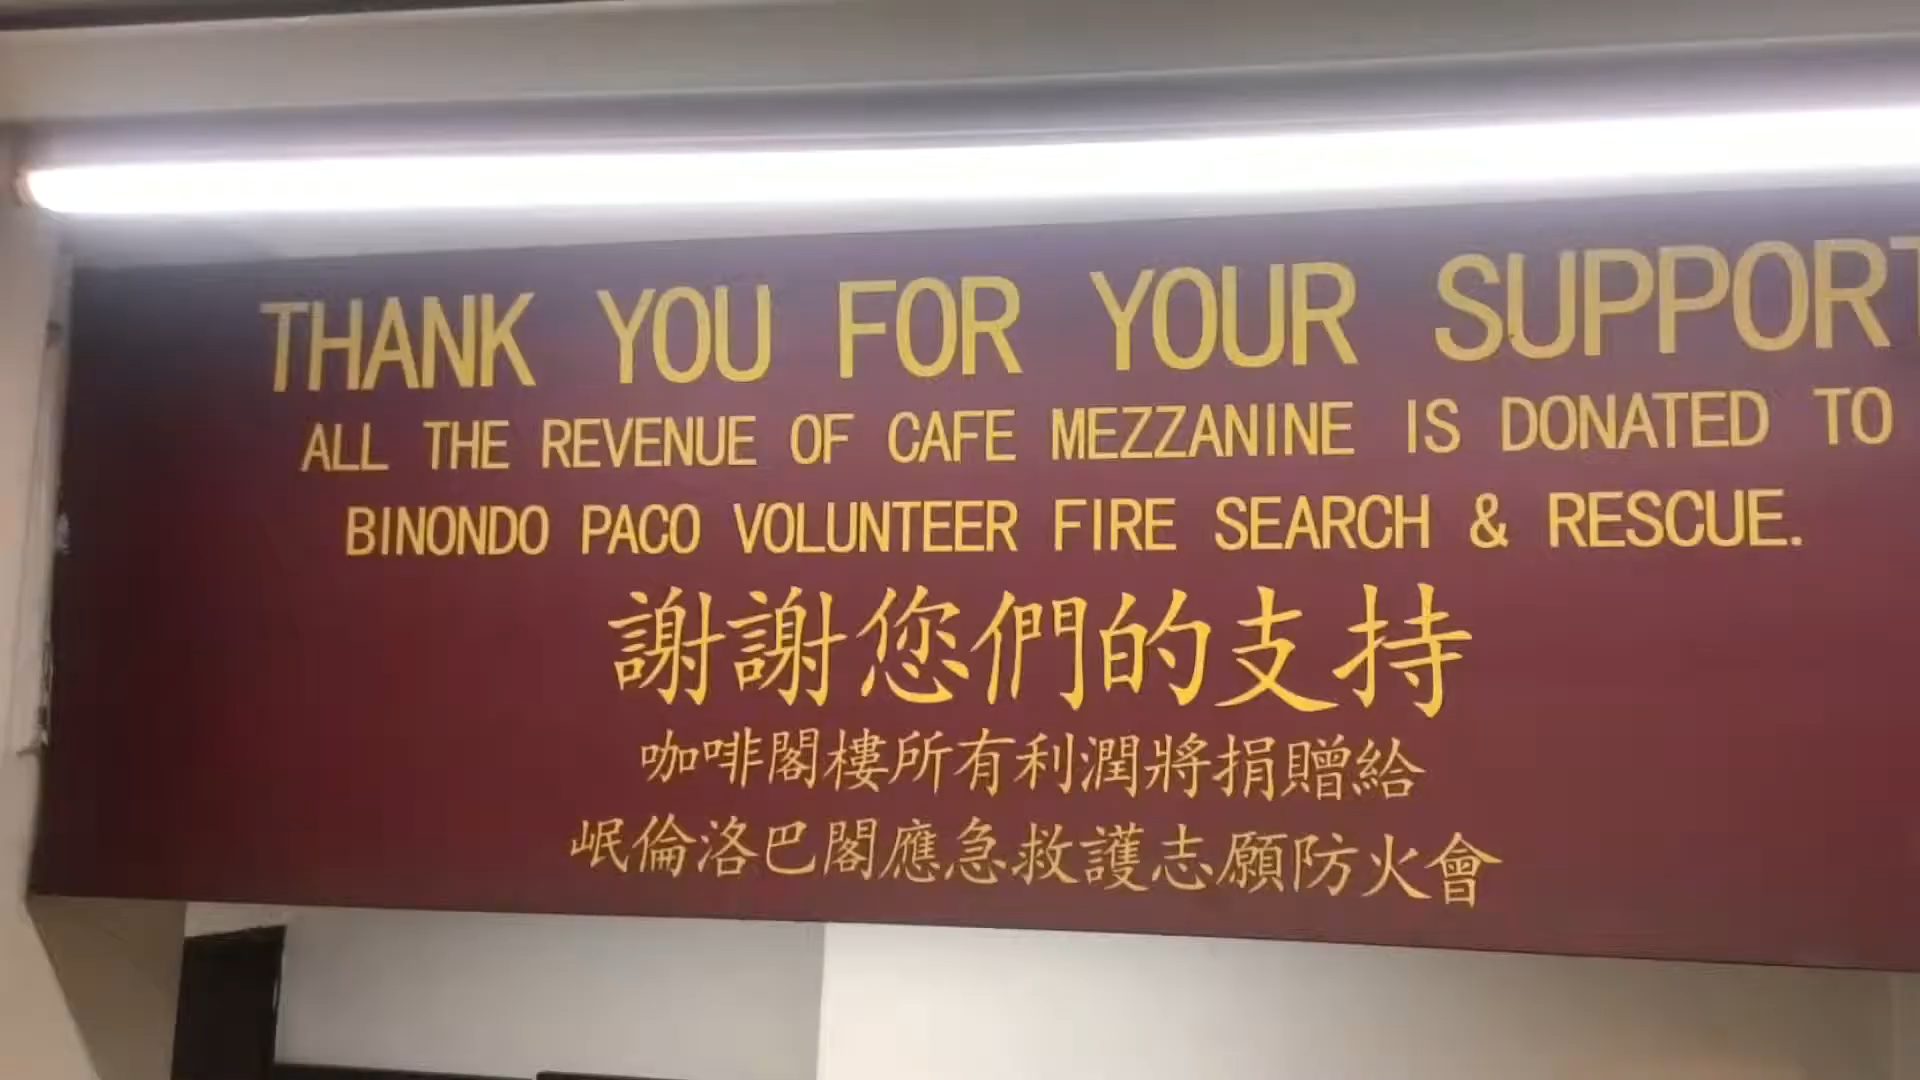 THANK YOU FOR YOUR SUPPORT
ALL THE REVENUE OF CAFE MEZZANINE IS DONATED TO
BINONDO PACO VOLUNTEER FIRE SEARCH & RESCUE.
謝謝您們的支持
咖啡閣樓所有利潤將捐贈給
岷倫洛巴閣應急救護志願防火會